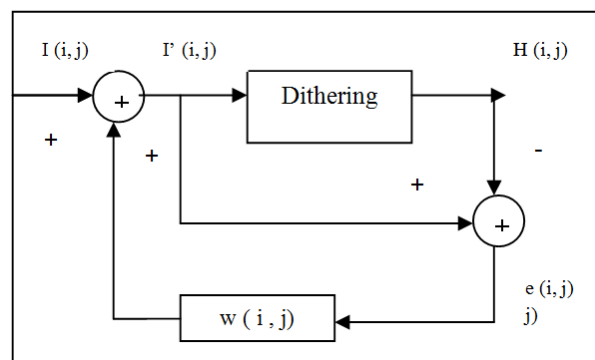 I (i, j)
I’ (i, j)
H (i, j)
+
Dithering
+
+
-
+
+
e (i, j)
j)
w ( i , j)